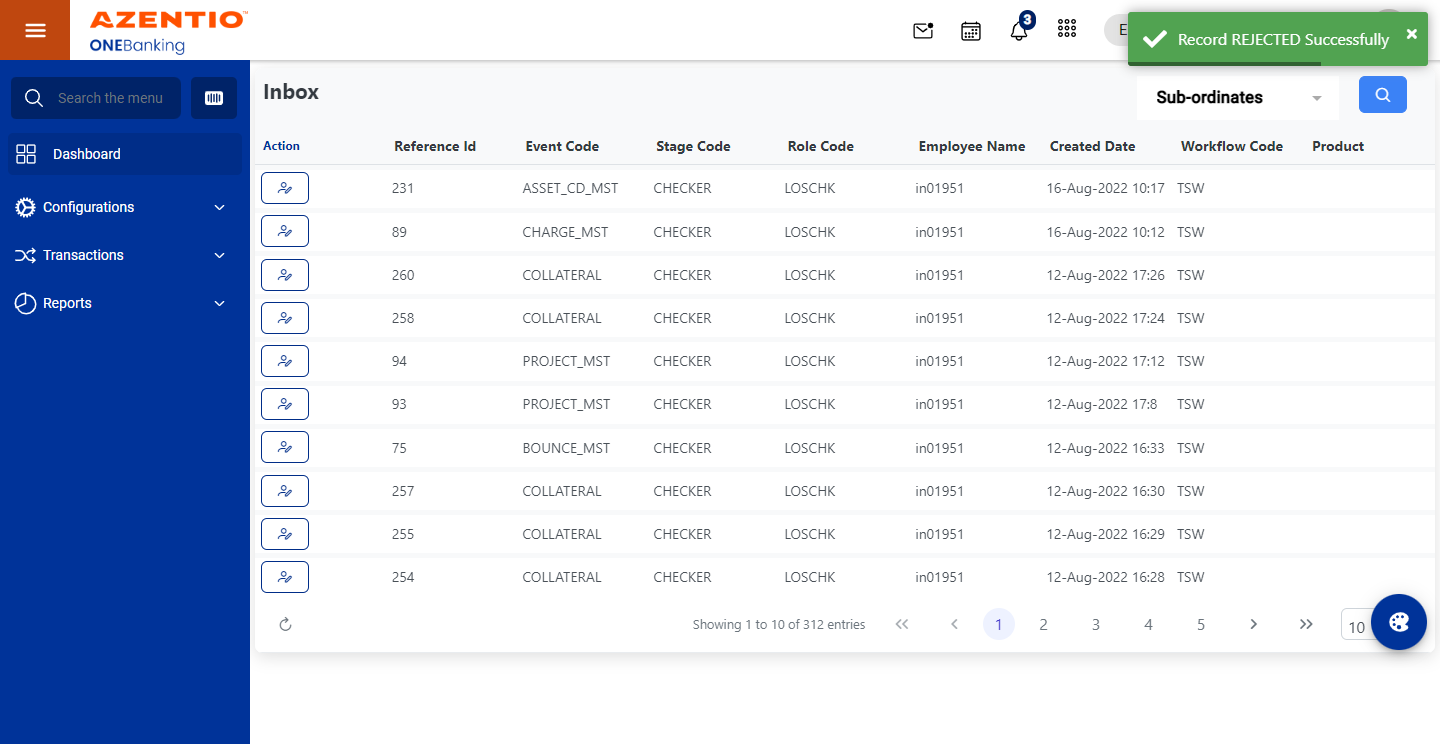 AZENTIO™
ONEBanking
3
E
Record REJECTED Successfully
Search the menu
Dashboard
Configurations
Transactions
Reports
Inbox
Sub-ordinates
Action Reference Id Event Code Stage Code Role Code Employee Name Created Date Workflow Code Product
231 ASSET_CD_MST CHECKER LOSCHK in01951 16-Aug-2022 10:17 TSW
89 CHARGE_MST CHECKER LOSCHK in01951 16-Aug-2022 10:12 TSW
260 COLLATERAL CHECKER LOSCHK in01951 12-Aug-2022 17:26 TSW
258 COLLATERAL CHECKER LOSCHK in01951 12-Aug-2022 17:24 TSW
94 PROJECT_MST CHECKER LOSCHK in01951 12-Aug-2022 17:12 TSW
93 PROJECT_MST CHECKER LOSCHK in01951 12-Aug-2022 17:8 TSW
75 BOUNCE_MST CHECKER LOSCHK in01951 12-Aug-2022 16:33 TSW
257 COLLATERAL CHECKER LOSCHK in01951 12-Aug-2022 16:30 TSW
255 COLLATERAL CHECKER LOSCHK in01951 12-Aug-2022 16:29 TSW
254 COLLATERAL CHECKER LOSCHK in01951 12-Aug-2022 16:28 TSW
Showing 1 to 10 of 312 entries << < 1 2 3 4 5 > >> 10